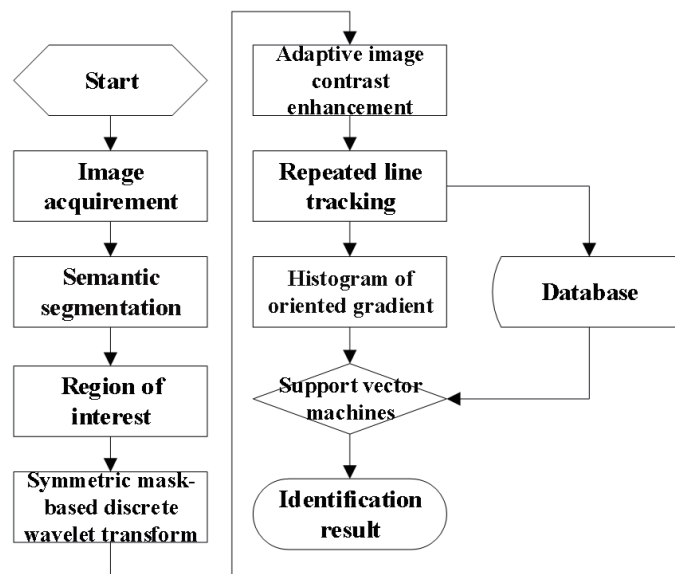 Start
Image
acquirement
Semantic
segmentation
Region of
interest
Symmetric mask-
based discrete
wavelet transform
Adaptive image
contrast
enhancement
Repeated line
tracking
Histogram of
oriented gradient
Database
Support vector
machines
Identification
result